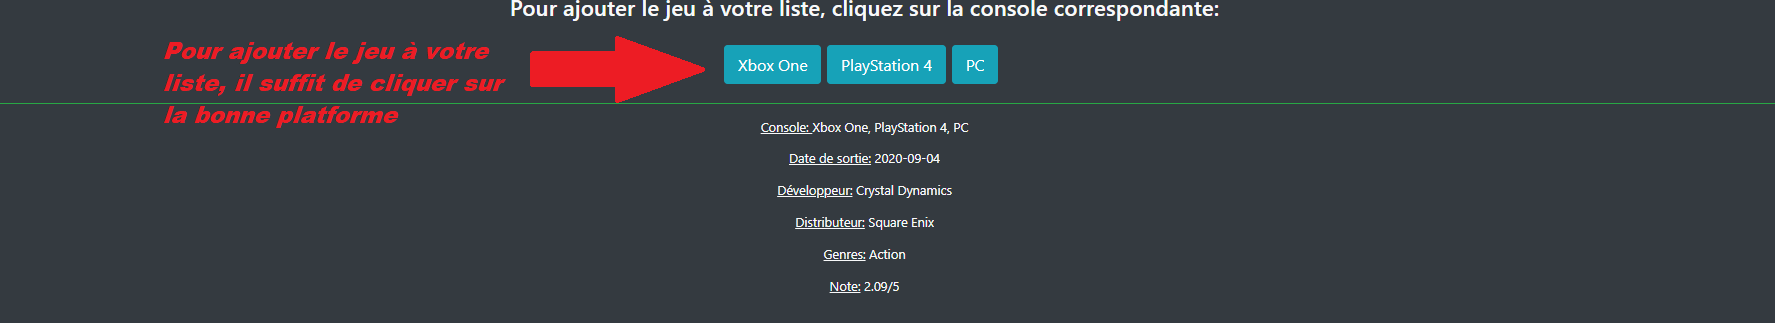 Pour ajouter le jeu à votre liste, cliquez sur la console correspondante:
Pour ajouter le jeu à votre
liste, il suffit de cliquer sur
la bonne platforme
Xbox One PlayStation 4 PC
Console: Xbox One, PlayStation 4, PC
Date de sortie: 2020-09-04
Développeur: Crystal Dynamics
Distributeur: Square Enix
Genres: Action
Note: 2.09/5